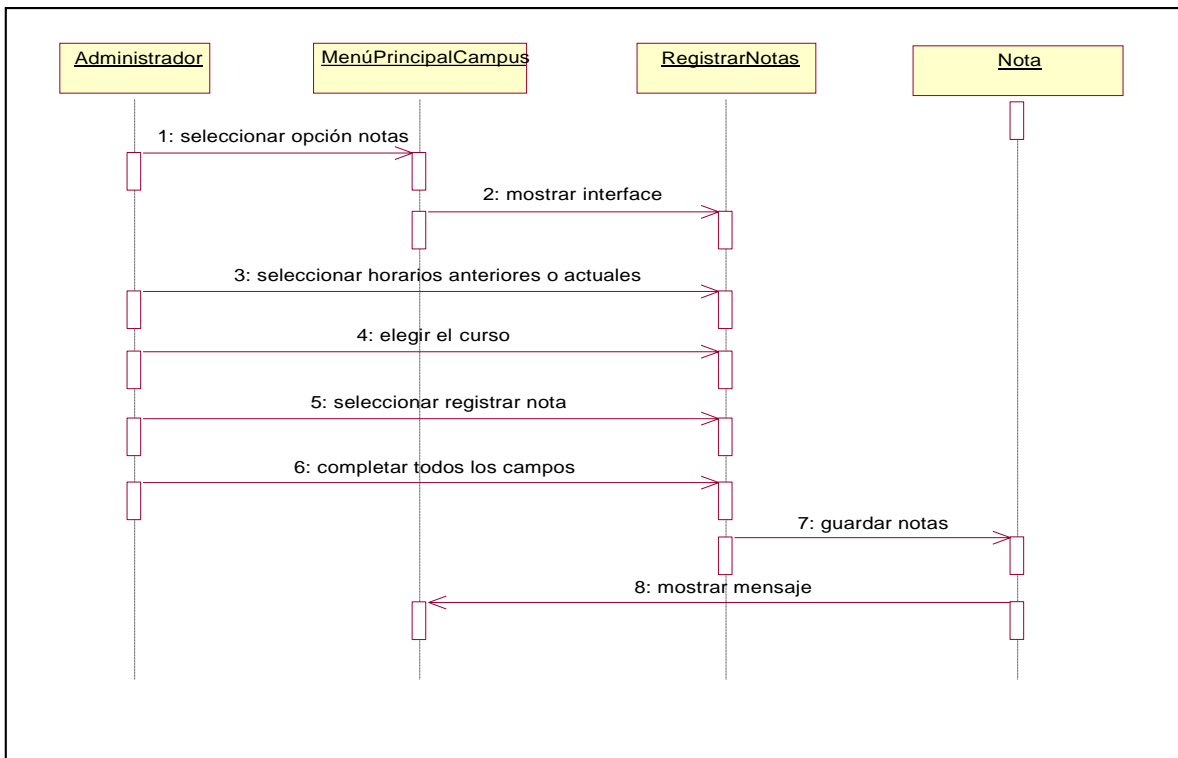 Administrador
MenúPrincipalCampus
RegistrarNotas
Nota
1: seleccionar opción notas
2: mostrar interface
3: seleccionar horarios anteriores o actuales
4: elegir el curso
5: seleccionar registrar nota
6: completar todos los campos
7: guardar notas
8: mostrar mensaje